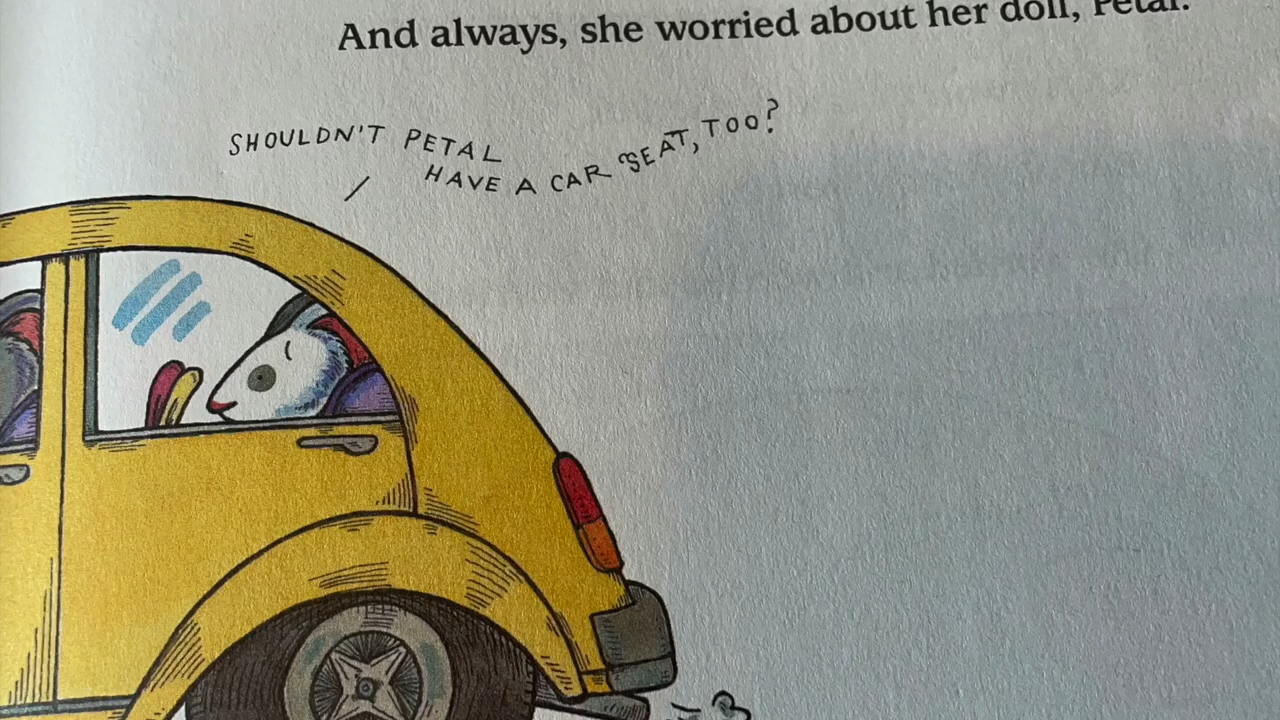 And always, she worried about her doll, Petal.
SHOULDN'T PETAL
HAVE A CAR SEAT, TOO?